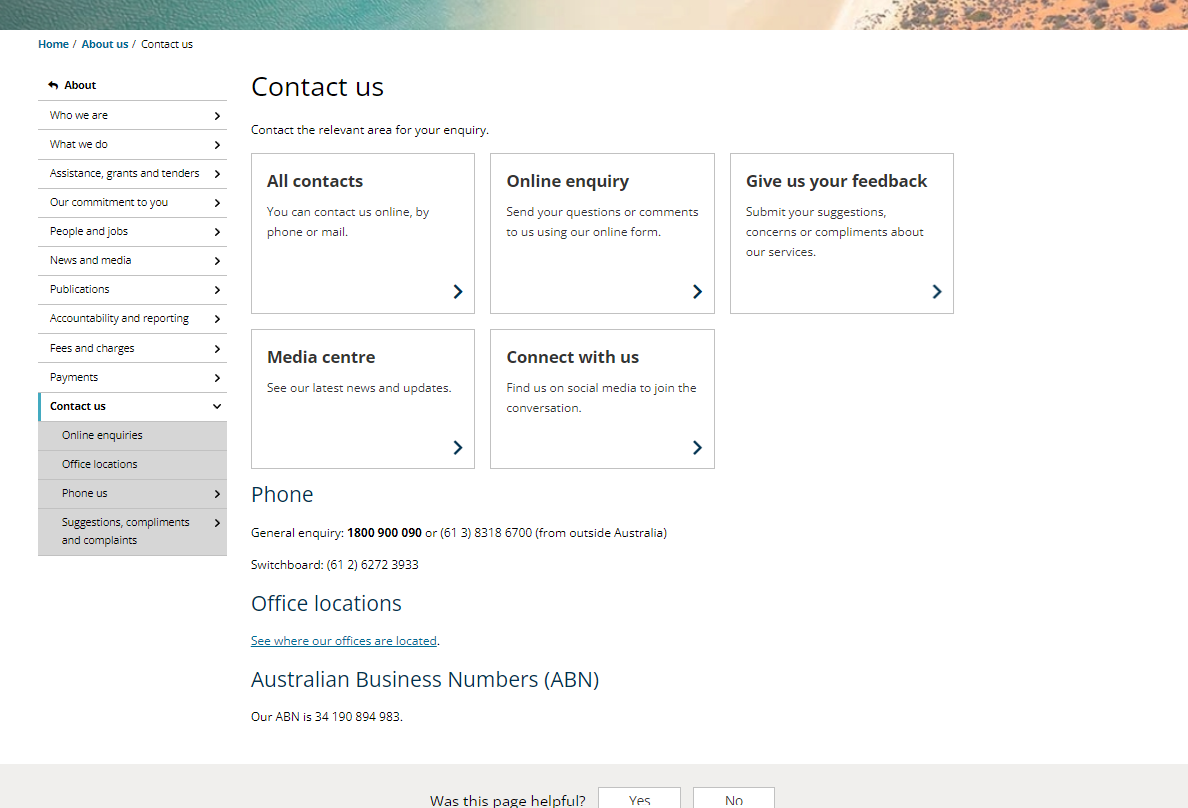 Home / About us / Contact us
About
Who we are
What we do
Assistance, grants and tenders
Our commitment to you
People and jobs
News and media
Publications
Accountability and reporting
Fees and charges
Payments
Contact us
Online enquiries
Office locations
Phone us
Suggestions, compliments
and complaints
Contact us
Contact the relevant area for your enquiry.
All contacts
You can contact us online, by
phone or mail.
Online enquiry
Send your questions or comments
to us using our online form.
Give us your feedback
Submit your suggestions,
concerns or compliments about
our services.
Media centre
See our latest news and updates.
Connect with us
Find us on social media to join the
conversation.
Phone
General enquiry: 1800 900 090 or (61 3) 8318 6700 (from outside Australia)
Switchboard: (61 2) 6272 3933
Office locations
See where our offices are located.
Australian Business Numbers (ABN)
Our ABN is 34 190 894 983.
Was this page helpful? Yes No